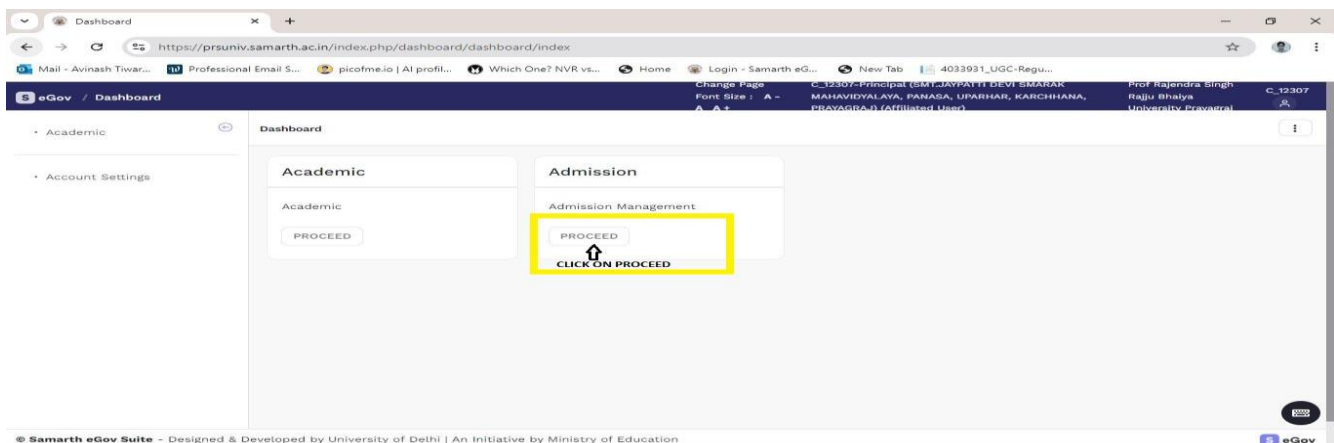 Dashboard
https://prsuniv.samarth.ac.in/index.php/dashboard/dashboard/index
Mail - Avinash Tiwar... Professional Email S... picofme.io | AI profil... Which One? NVR vs... Home Login - Samarth eG... New Tab 4033931_UGC-Regu...
S eGov / Dashboard
Change Page
Font Size : A -
A A +
C_12307-Principal (SMT.JAYPATTI DEVI SMARAK
MAHAVIDYALAYA, PANASA, UPARHAR, KARCHHANA,
PRAYAGRAJ) (Affiliated User)
Prof Rajendra Singh
Rajju Bhaiya
University Prayagraj
C_12307
Academic
Account Settings
Dashboard
Academic
Academic
PROCEED
Admission
Admission Management
PROCEED
CLICK ON PROCEED
© Samarth eGov Suite - Designed & Developed by University of Delhi | An Initiative by Ministry of Education
S eGov